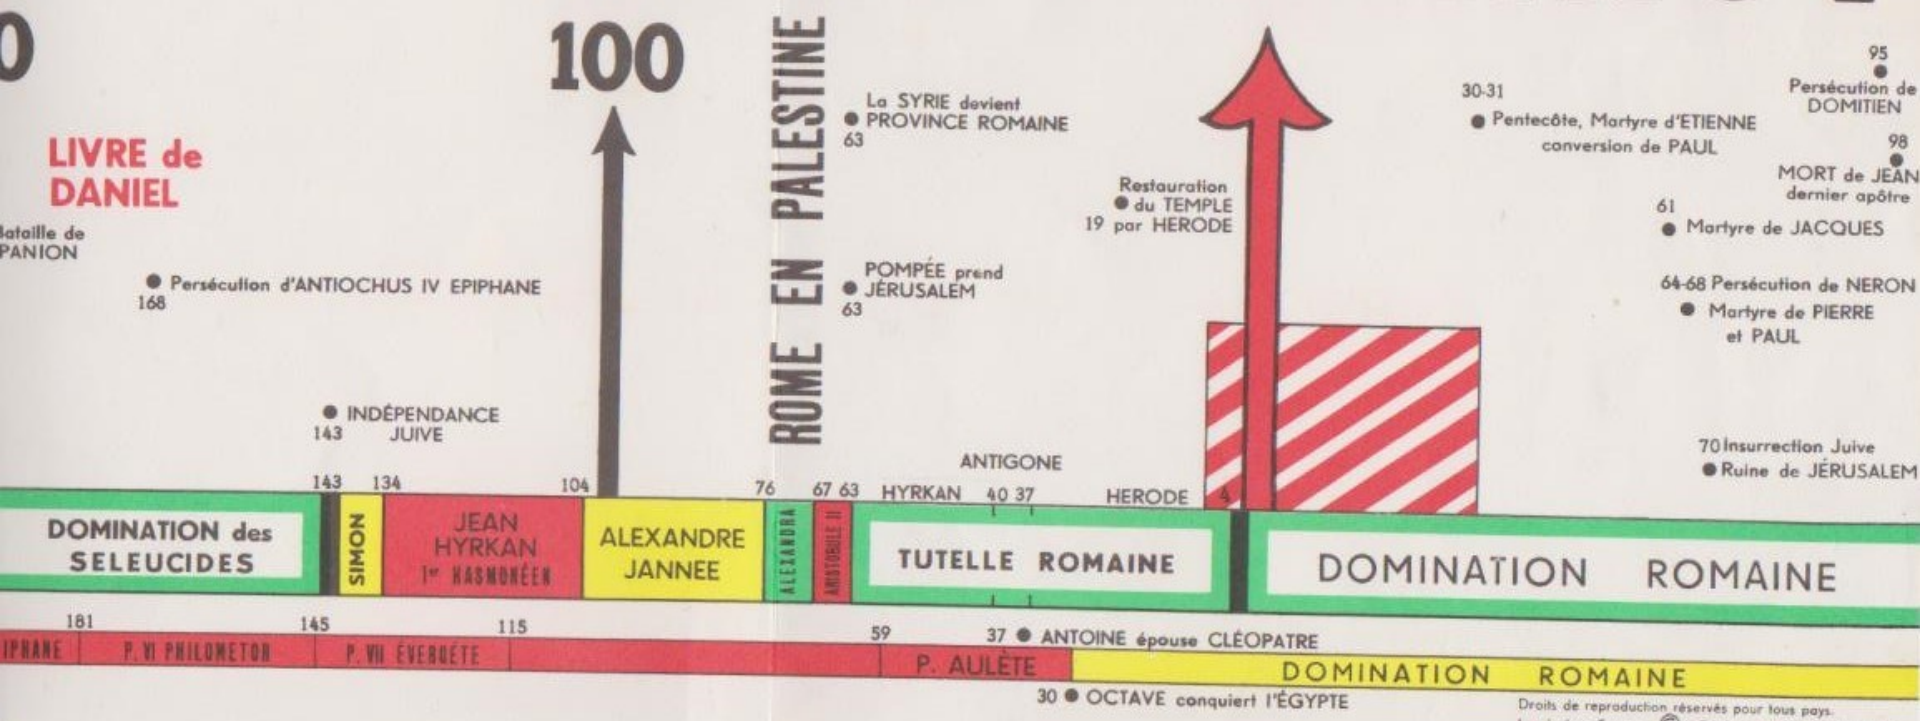 0
100
ROME EN PALESTINE
LIVRE de
DANIEL
PANION
168
Persécution d'ANTIOCHUS IV EPIPHANE
INDÉPENDANCE
143 JUIVE
La SYRIE devient
PROVINCE ROMAINE
63
POMPÉE prend
JÉRUSALEM
63
Restauration
du TEMPLE
19 par HERODE
30-31
Pentecôte, Martyre d'ETIENNE
conversion de PAUL
95
Persécution de
DOMITIEN
98
MORT de JEAN
dernier apôtre
61
Martyre de JACQUES
64-68 Persécution de NERON
Martyre de PIERRE
et PAUL
70 Insurrection Juive
Ruine de JÉRUSALEM
ANTIGONE
143 134 104 76 67 63 HYRKAN 40 37 HERODE 4
DOMINATION des
SELEUCIDES
SIMON
JEAN
HYRKAN
1er HASMONÉEN
ALEXANDRE
JANNEE
ALEXANDRA
ARISTOBULE II
TUTELLE ROMAINE
DOMINATION ROMAINE
181 145 115 59
37 ANTOINE épouse CLÉOPATRE
IPHANE
P. VI PHILOMETOR
P. VII ÉVERGÉTE
P. AULÈTE
DOMINATION ROMAINE
30 OCTAVE conquiert l'ÉGYPTE
Droits de reproduction réservés pour tous pays.